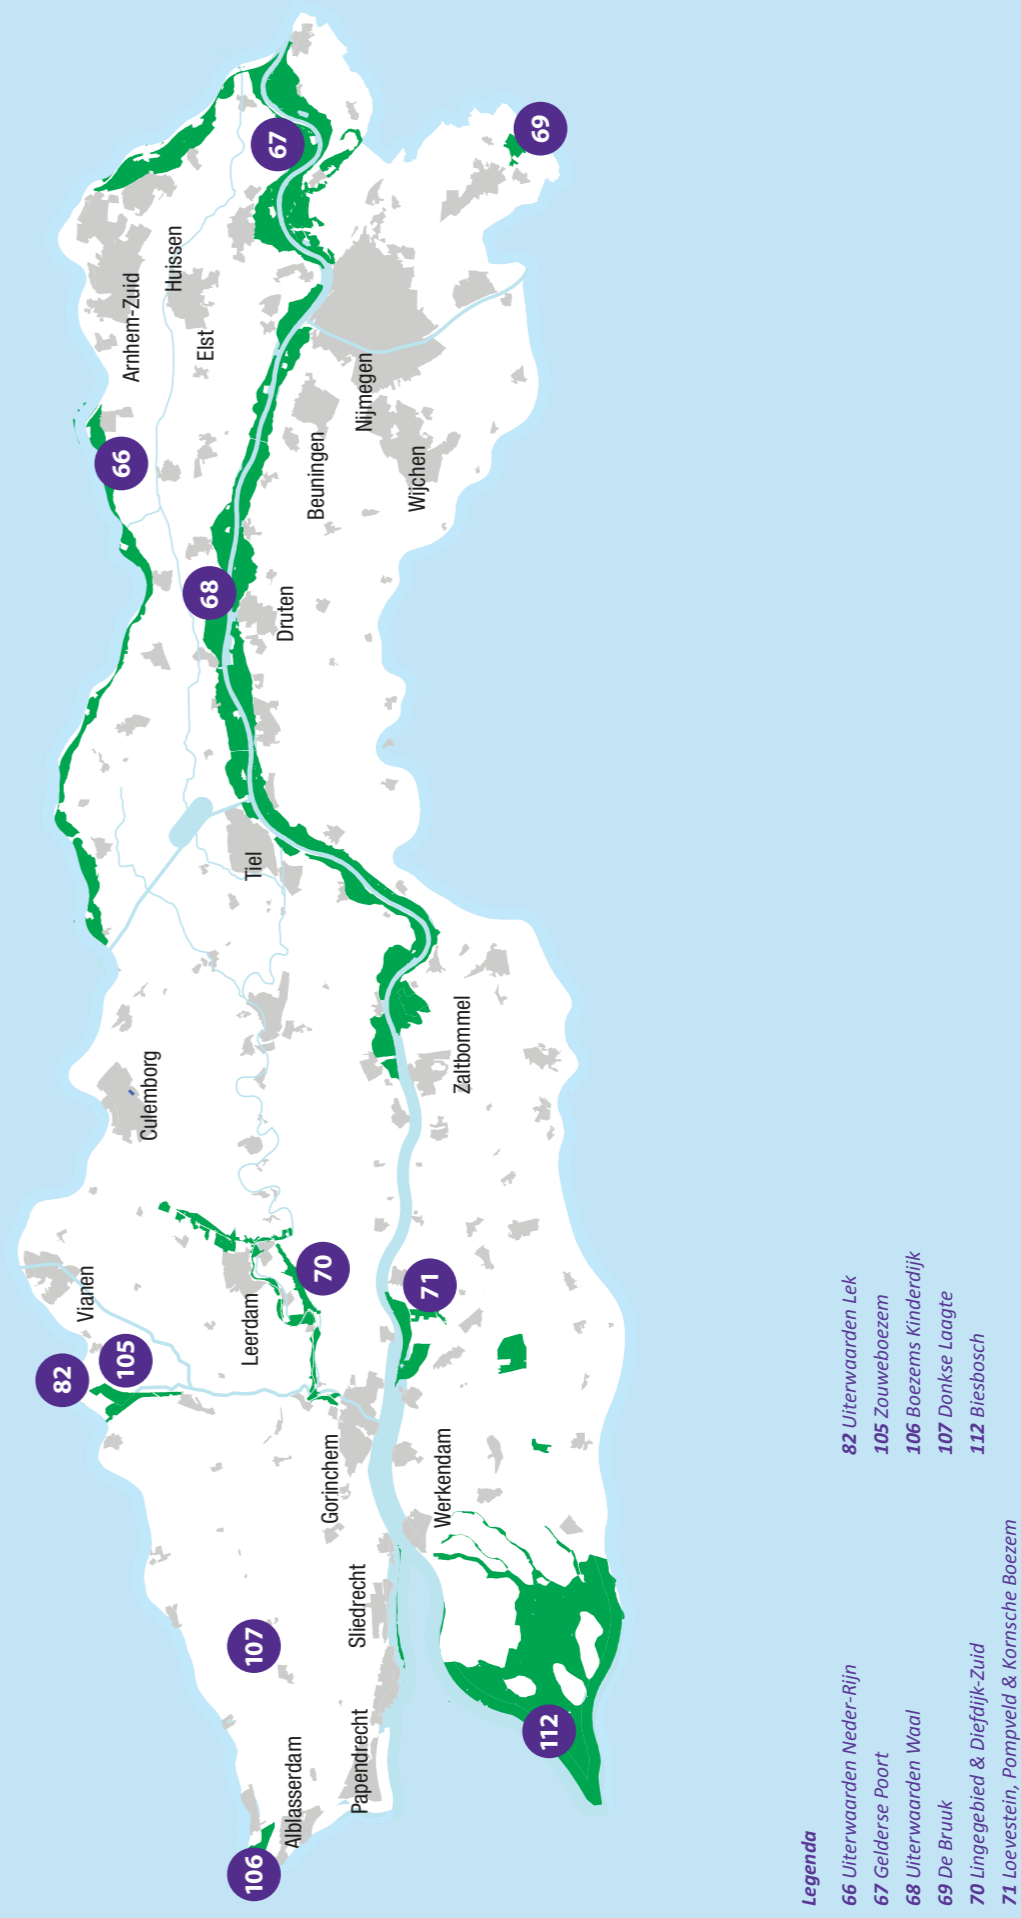 106
Alblasserdam
Papendrecht
107
Sliedrecht
112
Werkendam
Gorinchem
82
105
Vianen
Leerdam
70
71
Culemborg
Zaltbommel
Tiel
68
Druten
66
Beuningen
Wijchen
Nijmegen
Arnhem-Zuid
Elst
Huissen
67
69
Legenda
66 Uiterwaarden Neder-Rijn
67 Gelderse Poort
68 Uiterwaarden Waal
69 De Bruuk
70 Lingegebied & Diefdijk-Zuid
71 Loevestein, Pompveld & Kornsche Boezem
82 Uiterwaarden Lek
105 Zouweboezem
106 Boezems Kinderdijk
107 Donkse Laagte
112 Biesbosch